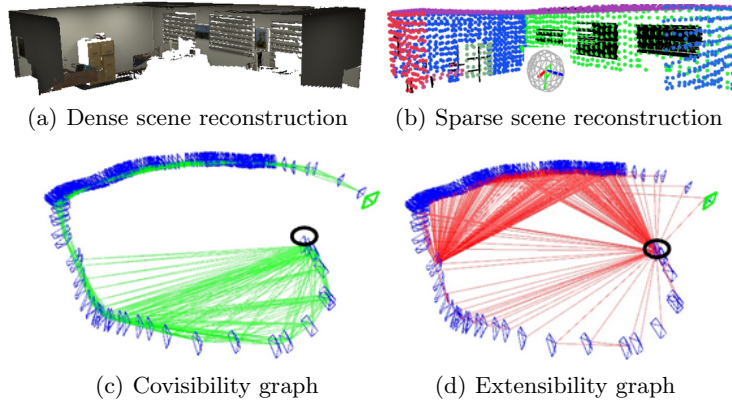 (a) Dense scene reconstruction
(b) Sparse scene reconstruction
(c) Covisibility graph
(d) Extensibility graph